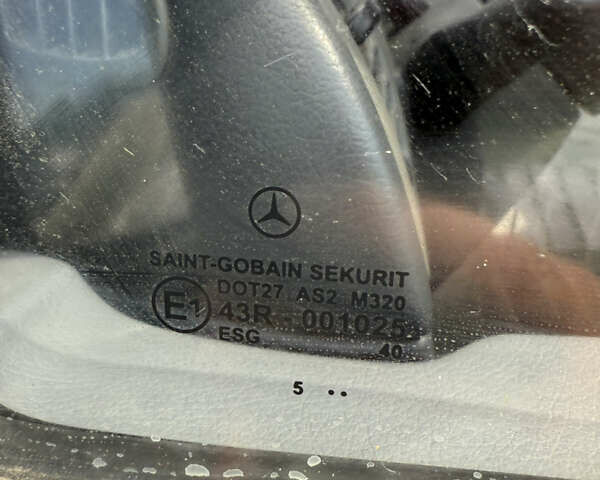 SAINT-GOBAIN SEKURIT
DOT27 AS2 M320
E1 43R - 001025
ESG 40
5 ..